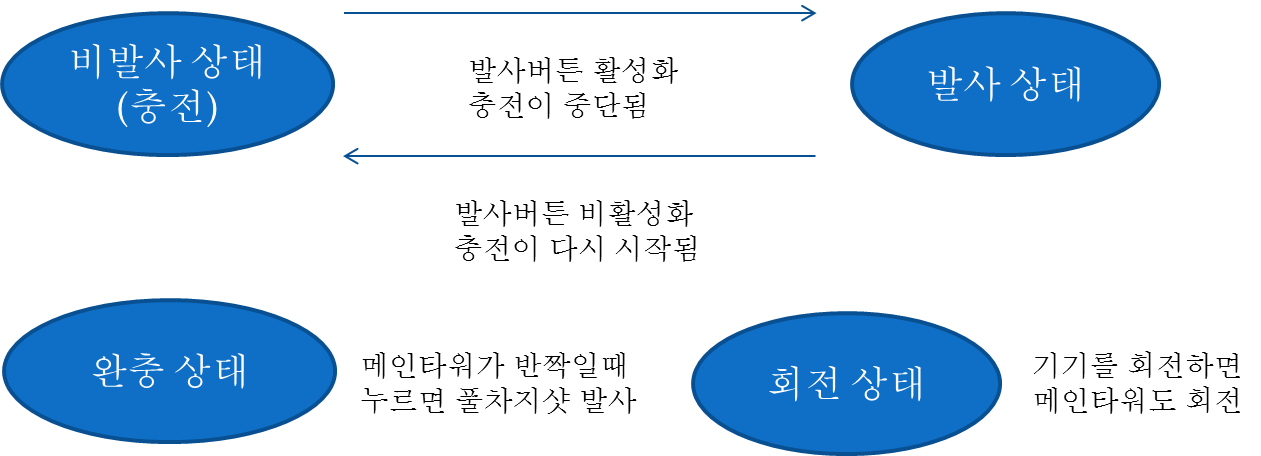 비발사 상태
(충전)
발사버튼 활성화
충전이 중단됨
발사 상태
발사버튼 비활성화
충전이 다시 시작됨
완충 상태
메인타워가 반짝일때
누르면 풀차지샷 발사
회전 상태
기기를 회전하면
메인타워도 회전